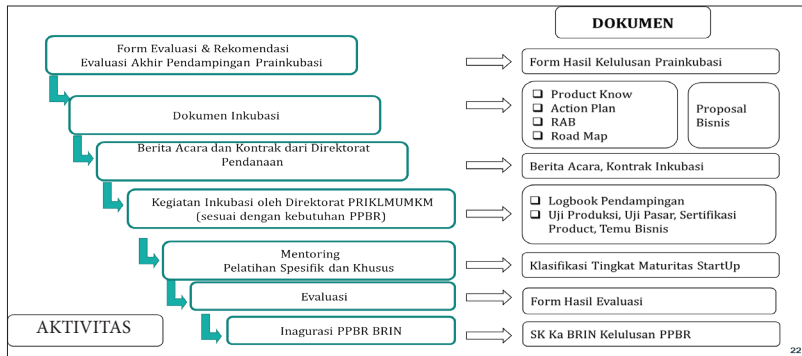 DOKUMEN
Form Evaluasi & Rekomendasi
Evaluasi Akhir Pendampingan Prainkubasi
Form Hasil Kelulusan Prainkubasi
Dokumen Inkubasi
Product Know
Action Plan
RAB
Road Map
Proposal
Bisnis
Berita Acara dan Kontrak dari Direktorat
Pendanaan
Berita Acara, Kontrak Inkubasi
Kegiatan Inkubasi oleh Direktorat PRIKLMUMKM
(sesuai dengan kebutuhan PPBR)
Logbook Pendampingan
Uji Produksi, Uji Pasar, Sertifikasi
Product, Temu Bisnis
Mentoring
Pelatihan Spesifik dan Khusus
Klasifikasi Tingkat Maturitas StartUp
Evaluasi
Form Hasil Evaluasi
AKTIVITAS
Inagurasi PPBR BRIN
SK Ka BRIN Kelulusan PPBR
22